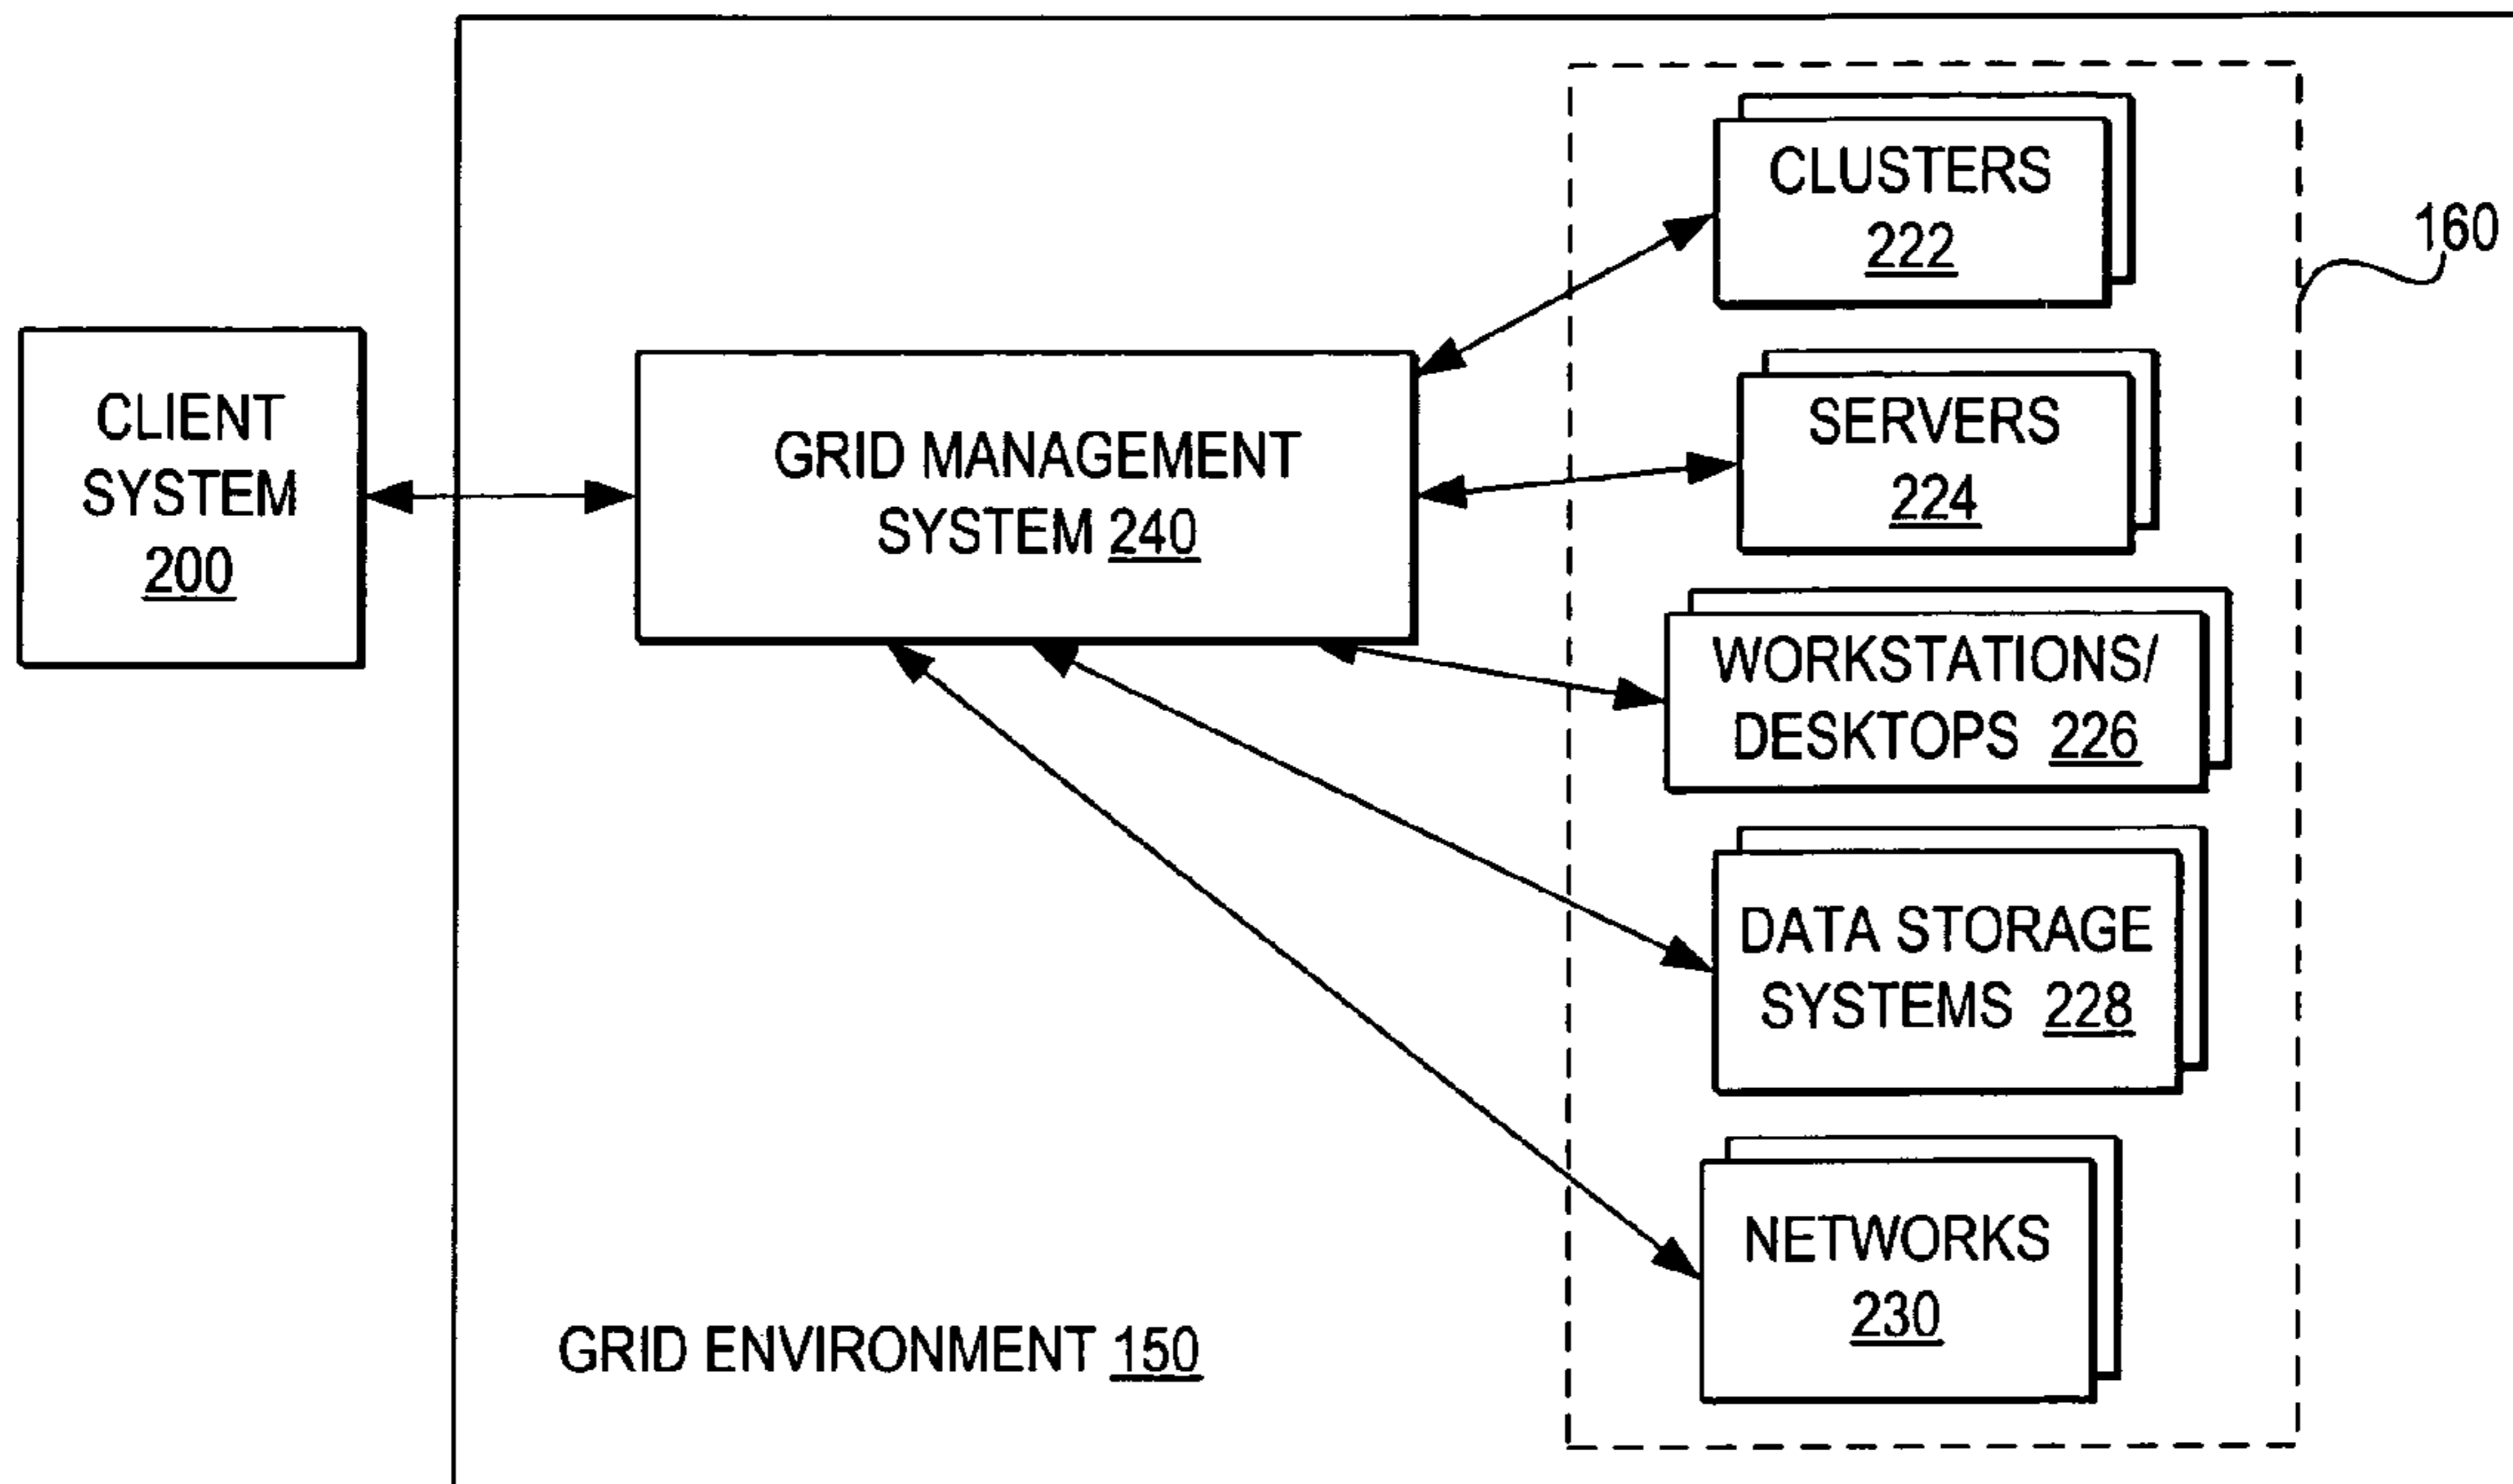 CLIENT
SYSTEM
200
GRID MANAGEMENT
SYSTEM 240
CLUSTERS
222
160
SERVERS
224
WORKSTATIONS/
DESKTOPS 226
DATA STORAGE
SYSTEMS 228
NETWORKS
230
GRID ENVIRONMENT 150